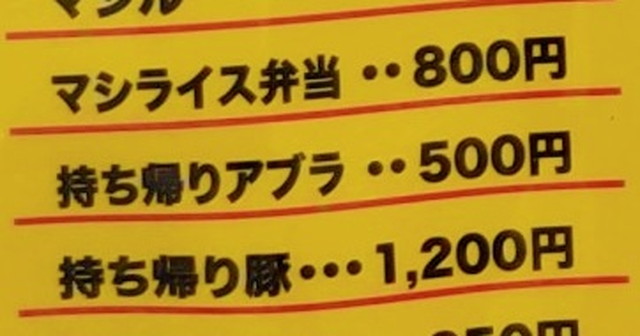 マシライス弁当‥800円
持ち帰りアブラ‥500円
持ち帰り豚…1,200円